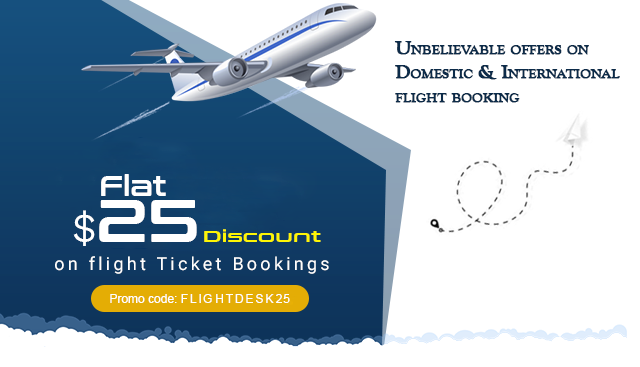 Unbelievable offers on
Domestic & International
flight booking
Flat
$25 Discount
on flight Ticket Bookings
Promo code: FLIGHTDESK25